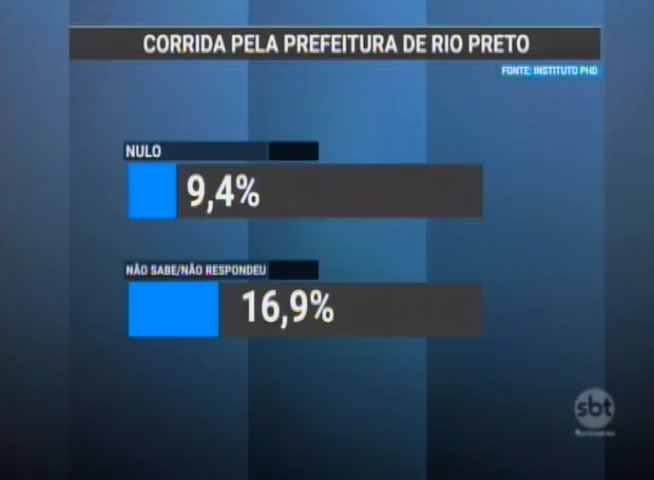 CORRIDA PELA PREFEITURA DE RIO PRETO
FONTE: INSTITUTO PHD
NULO
9,4%
NÃO SABE/NÃO RESPONDEU
16,9%
sbt